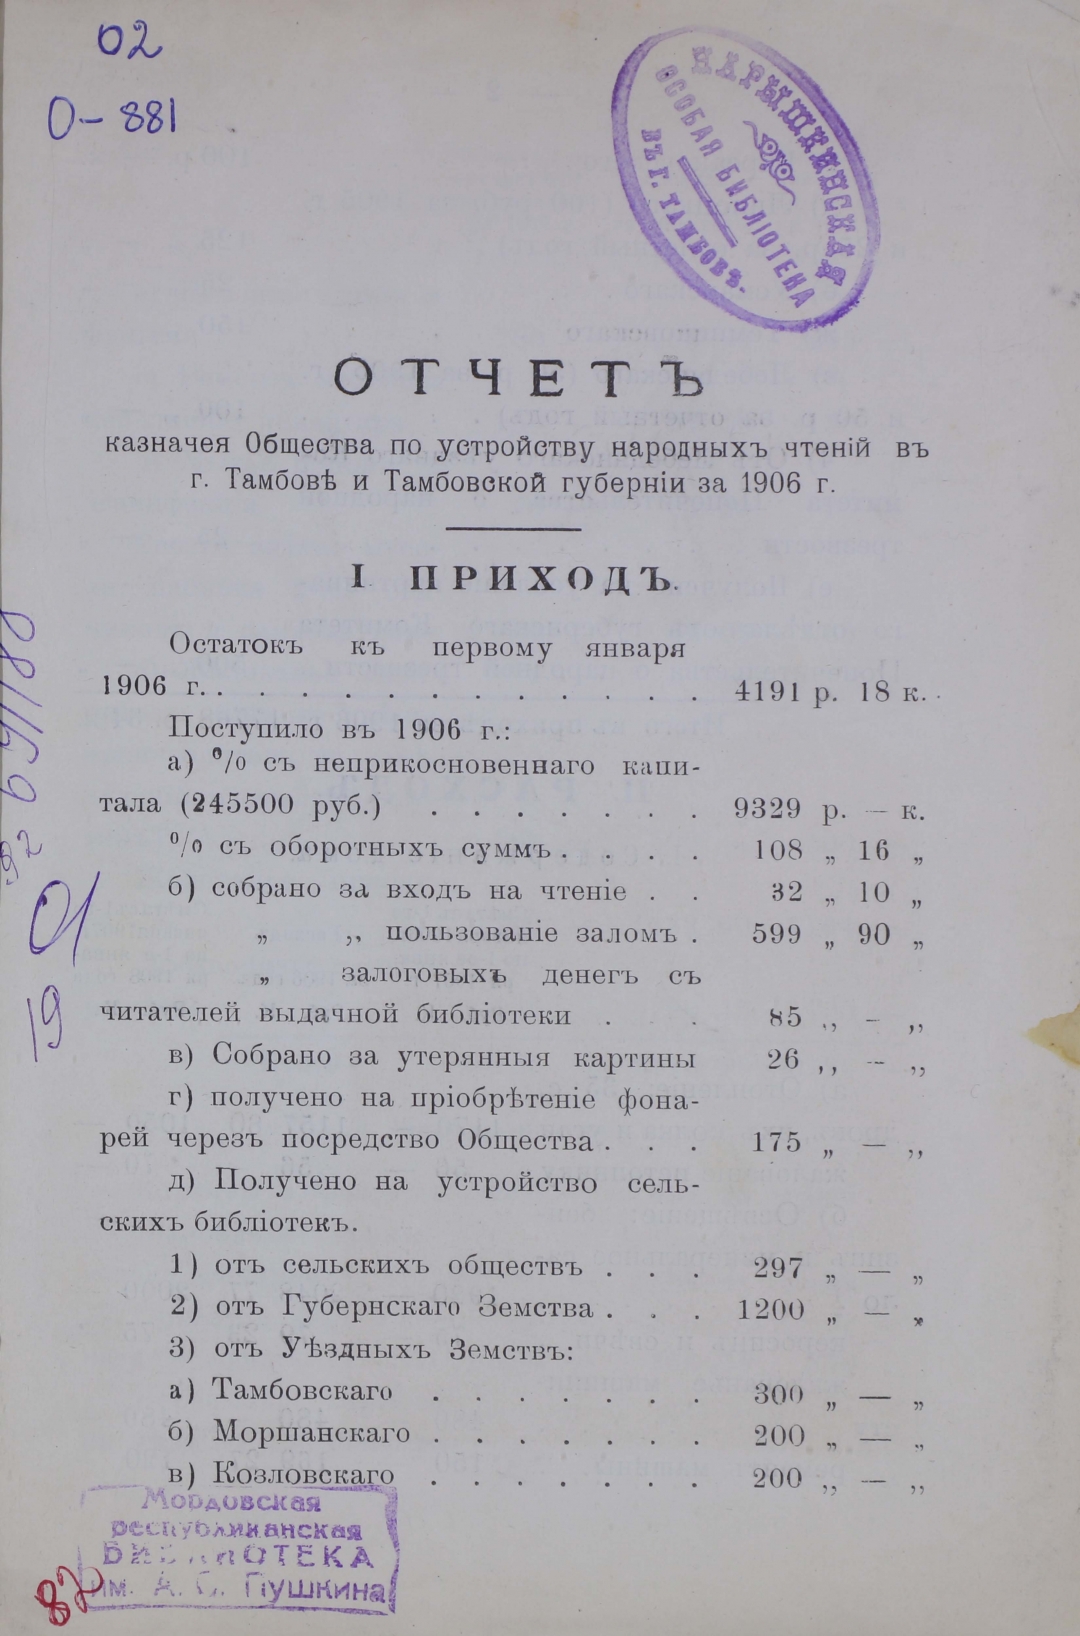 02
О-881
НАРЫШКИНСКАЯ
ОСОБАЯ БИБЛІОТЕКА
ВЪ Г. ТАМБОВѢ.
ОТЧЕТЪ
казначея Общества по устройству народныхъ чтеній въ
г. Тамбовѣ и Тамбовской губерніи за 1906 г.
I ПРИХОДЪ.
Остатокъ къ первому января
1906 г. . . . . . . . . . . . . 4191 р. 18 к.
Поступило въ 1906 г.:
а) % съ неприкосновеннаго капи-
тала (245500 руб.) . . . . . . . 9329 р. — к.
% съ оборотныхъ суммъ . . . . 108 „ 16 „
б) собрано за входъ на чтеніе . . 32 „ 10 „
„ „ пользованіе заломъ . 599 „ 90 „
„ залоговыхъ денегъ съ
читателей выдачной библіотеки . . . 85 „ — „
в) Собрано за утерянныя картины 26 „ — „
г) получено на пріобрѣтеніе фона-
рей черезъ посредство Общества . . . 175 „ — „
д) Получено на устройство сель-
скихъ библіотекъ.
1) отъ сельскихъ обществъ . . . 297 „ — „
2) отъ Губернскаго Земства . . . 1200 „ — „
3) отъ Уѣздныхъ Земствъ:
а) Тамбовскаго . . . . . . . 300 „ — „
б) Моршанскаго . . . . . . . 200 „ — „
в) Козловскаго . . . . . . . 200 „ — „
Мордовская
республиканская
БИБЛИОТЕКА
им. А. С. Пушкина